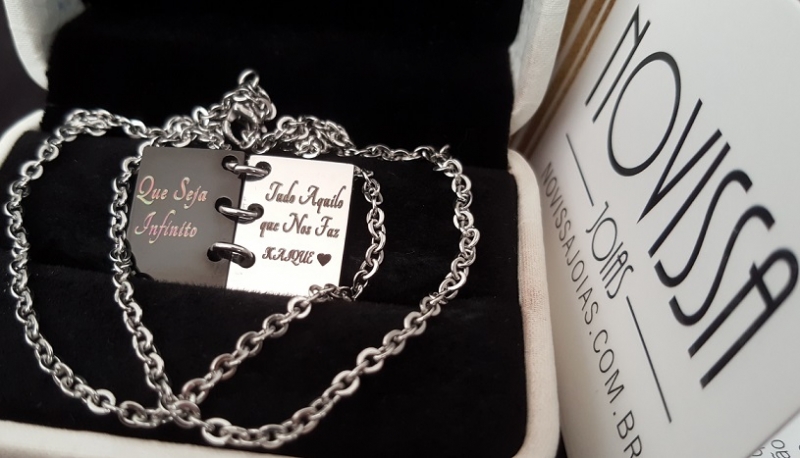 Que Seja
Infinito
Tudo Aquilo
que Nos Faz
KAIQUE ♥
NOVISSA
JOIAS
NOVISSAJOIAS.COM.BR